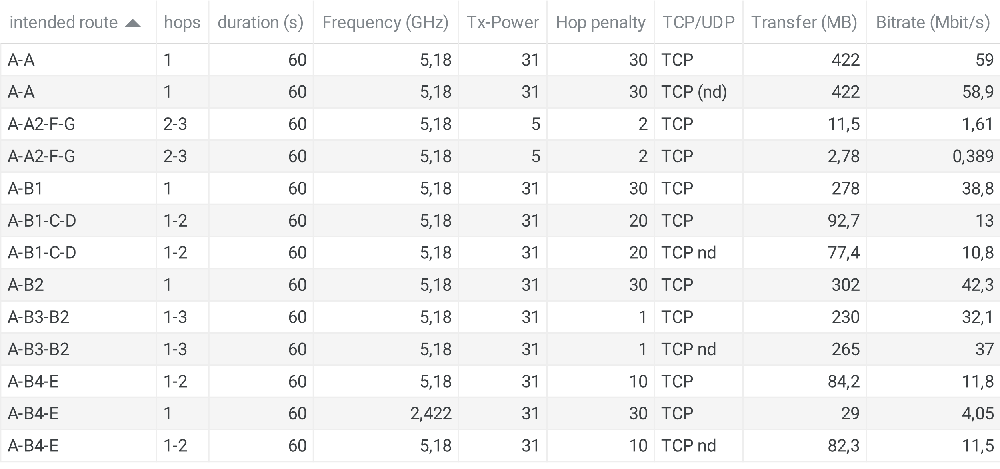 intended route ▲ hops duration (s) Frequency (GHz) Tx-Power Hop penalty TCP/UDP Transfer (MB) Bitrate (Mbit/s)
A-A 1 60 5,18 31 30 TCP 422 59
A-A 1 60 5,18 31 30 TCP (nd) 422 58,9
A-A2-F-G 2-3 60 5,18 5 2 TCP 11,5 1,61
A-A2-F-G 2-3 60 5,18 5 2 TCP 2,78 0,389
A-B1 1 60 5,18 31 30 TCP 278 38,8
A-B1-C-D 1-2 60 5,18 31 20 TCP 92,7 13
A-B1-C-D 1-2 60 5,18 31 20 TCP nd 77,4 10,8
A-B2 1 60 5,18 31 30 TCP 302 42,3
A-B3-B2 1-3 60 5,18 31 1 TCP 230 32,1
A-B3-B2 1-3 60 5,18 31 1 TCP nd 265 37
A-B4-E 1-2 60 5,18 31 10 TCP 84,2 11,8
A-B4-E 1 60 2,422 31 30 TCP 29 4,05
A-B4-E 1-2 60 5,18 31 10 TCP nd 82,3 11,5